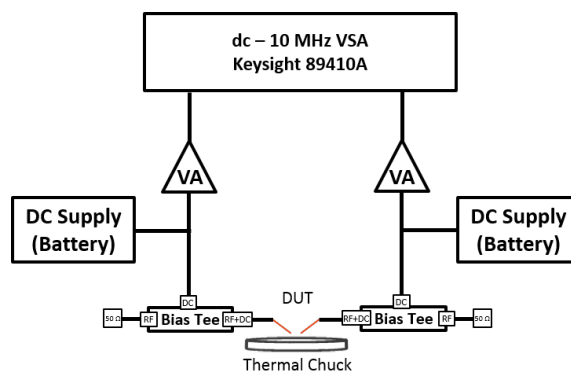 dc – 10 MHz VSA
Keysight 89410A
VA
VA
DC Supply
(Battery)
DC Supply
(Battery)
DC
DUT
DC
50 Ω
RF
Bias Tee
RF+DC
RF+DC
Bias Tee
RF
50 Ω
Thermal Chuck